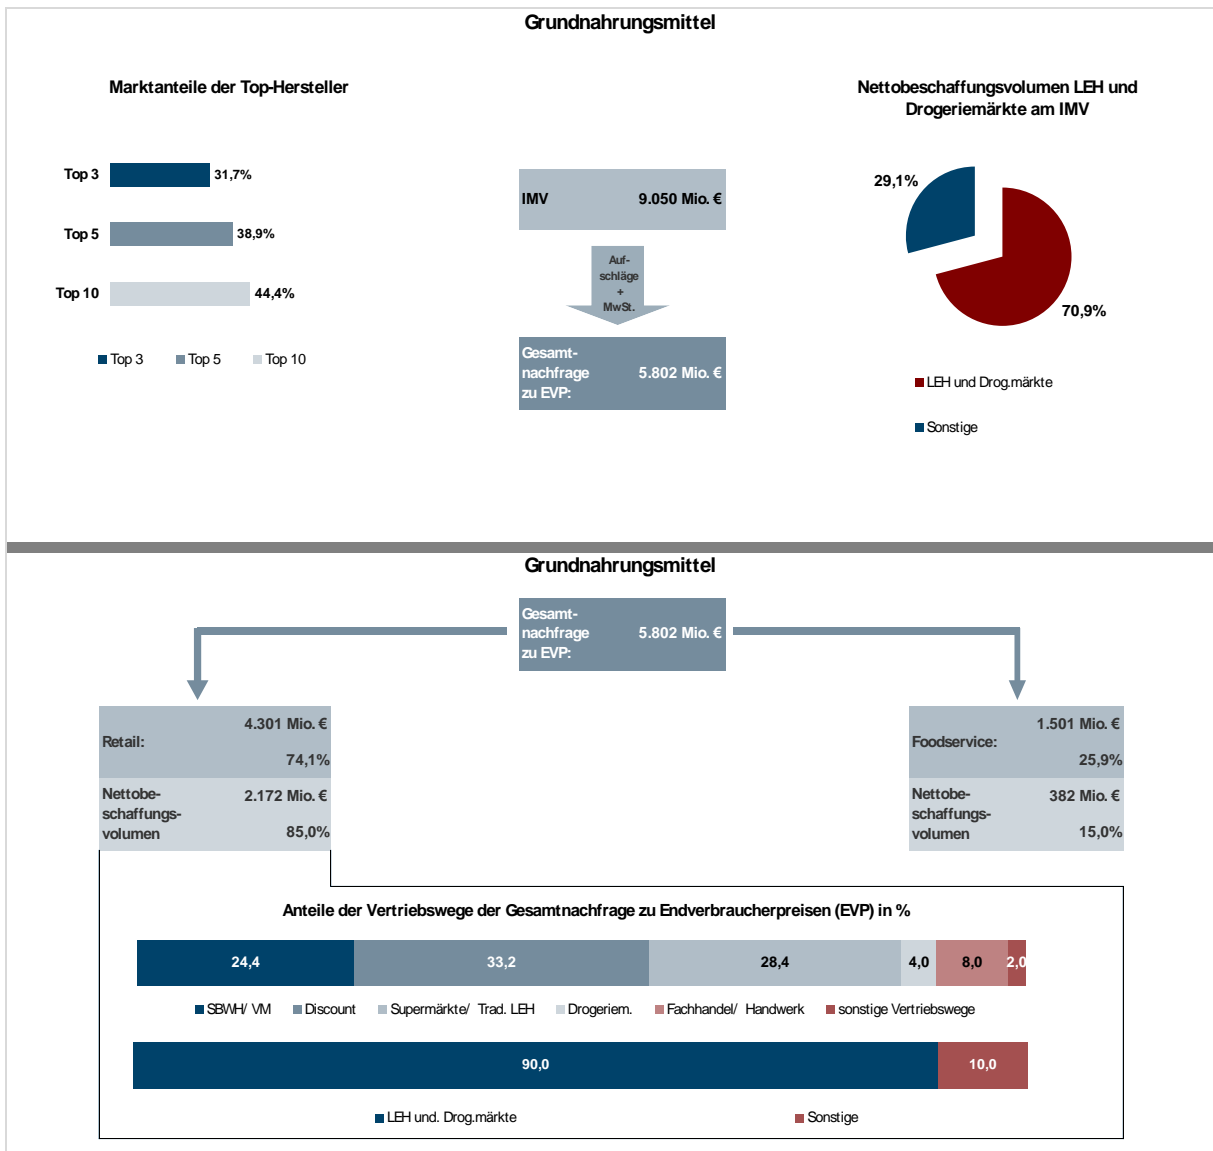 Grundnahrungsmittel
Marktanteile der Top-Hersteller
Top 3
31,7%
Top 5
38,9%
Top 10
44,4%
Top 3
Top 5
Top 10
IMV
9.050 Mio. €
Auf-
schläge
+
MwSt.
Gesamt-
nachfrage
zu EVP:
5.802 Mio. €
Nettobeschaffungsvolumen LEH und
Drogeriemärkte am IMV
29,1%
70,9%
LEH und Drog.märkte
Sonstige
Grundnahrungsmittel
Gesamt-
nachfrage
zu EVP:
5.802 Mio. €
Retail:
4.301 Mio. €
74,1%
Nettobe-
schaffungs-
volumen
2.172 Mio. €
85,0%
Foodservice:
1.501 Mio. €
25,9%
Nettobe-
schaffungs-
volumen
382 Mio. €
15,0%
Anteile der Vertriebswege der Gesamtnachfrage zu Endverbraucherpreisen (EVP) in %
24,4
33,2
28,4
4,0
8,0
2,0
SBWH/ VM
Discount
Supermärkte/ Trad. LEH
Drogeriem.
Fachhandel/ Handwerk
sonstige Vertriebswege
90,0
10,0
LEH und. Drog.märkte
Sonstige